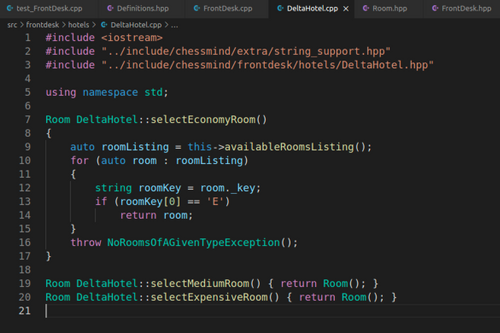 test_FrontDesk.cpp Definitions.hpp FrontDesk.cpp DeltaHotel.cpp × Room.hpp FrontDesk.hpp
src > frontdesk > hotels > DeltaHotel.cpp > ...
1 #include <iostream>
2 #include "../include/chessmind/extra/string_support.hpp"
3 #include "../include/chessmind/frontdesk/hotels/DeltaHotel.hpp"
4
5 using namespace std;
6
7 Room DeltaHotel::selectEconomyRoom()
8 {
9 auto roomListing = this->availableRoomsListing();
10 for (auto room : roomListing)
11 {
12 string roomKey = room._key;
13 if (roomKey[0] == 'E')
14 return room;
15 }
16 throw NoRoomsOfAGivenTypeException();
17 }
18
19 Room DeltaHotel::selectMediumRoom() { return Room(); }
20 Room DeltaHotel::selectExpensiveRoom() { return Room(); }
21